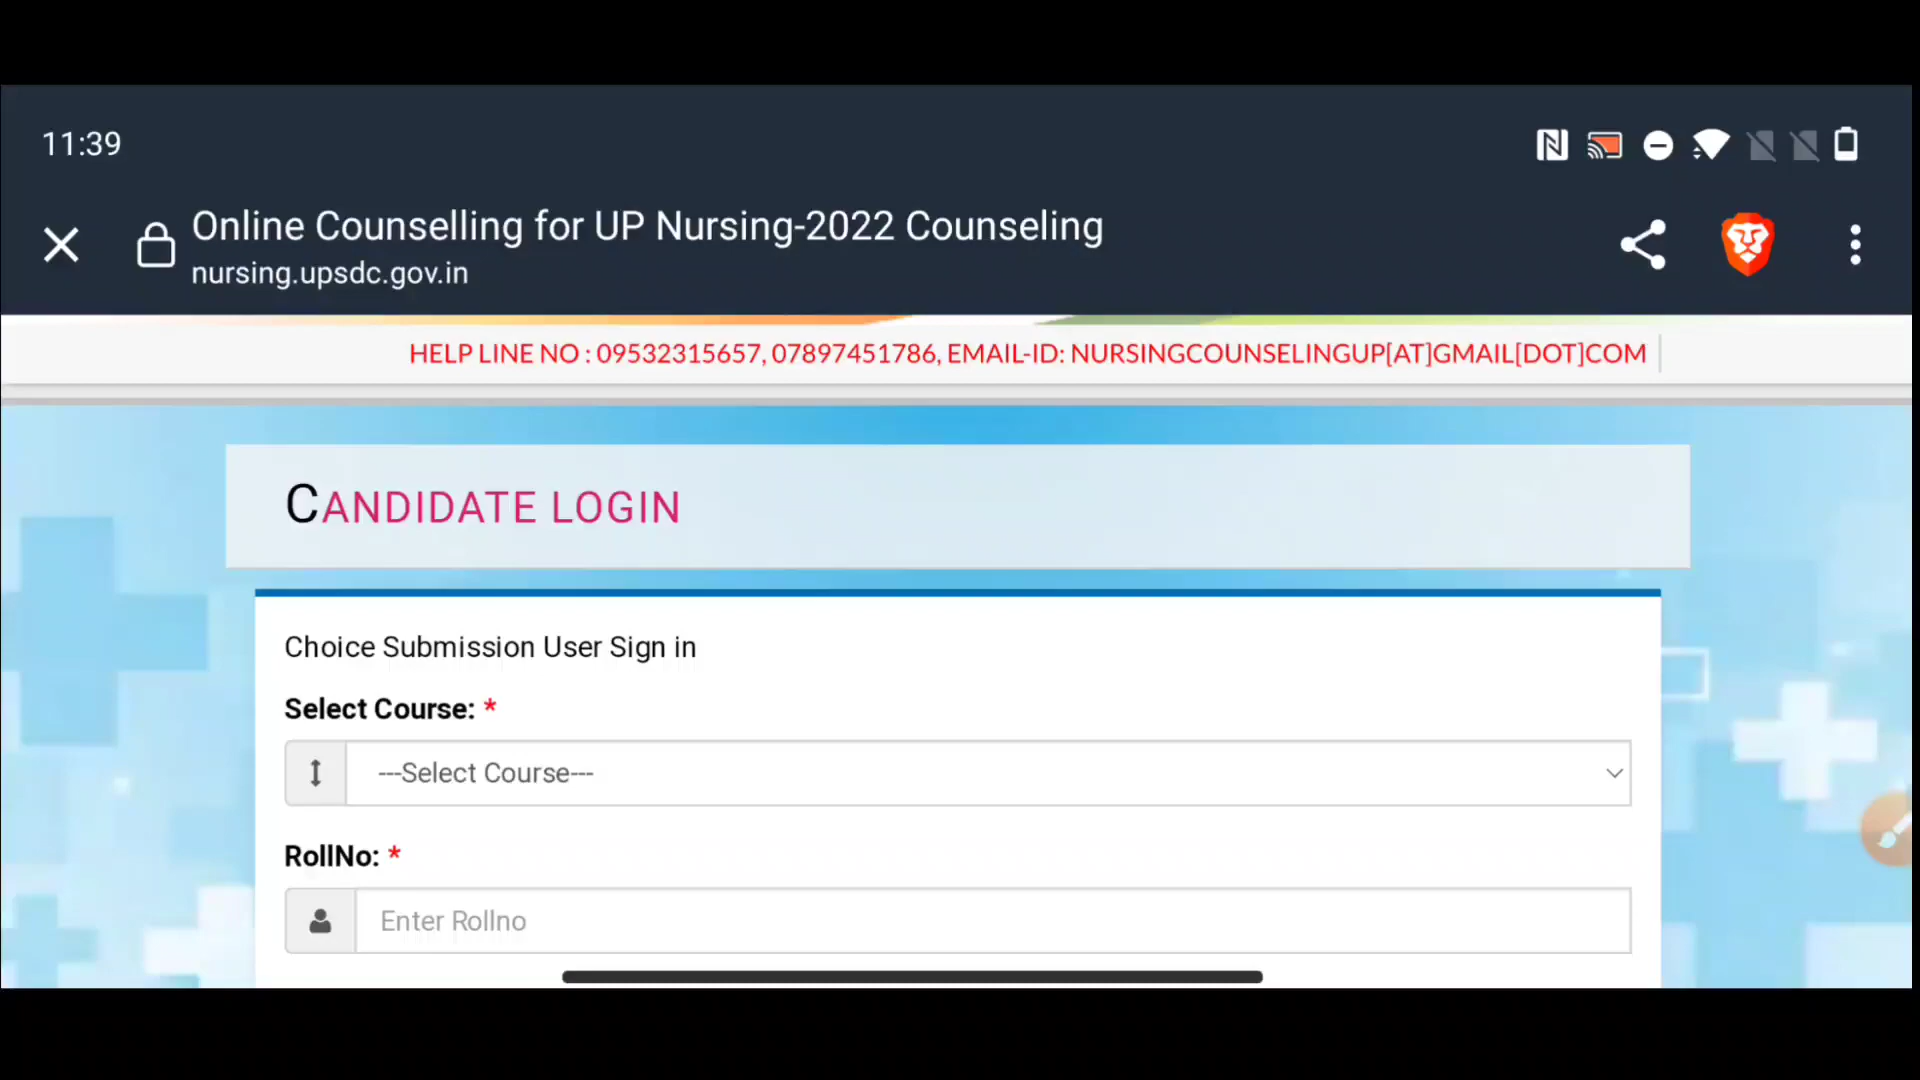 11:39
Online Counselling for UP Nursing-2022 Counseling
nursing.upsdc.gov.in
HELP LINE NO : 09532315657, 07897451786, EMAIL-ID: NURSINGCOUNSELINGUP[AT]GMAIL[DOT]COM
CANDIDATE LOGIN
Choice Submission User Sign in
Select Course: *
---Select Course---
RollNo: *
Enter Rollno